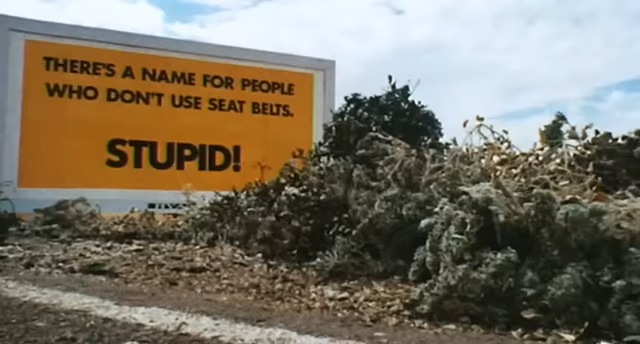 THERE'S A NAME FOR PEOPLE
WHO DON'T USE SEAT BELTS.
STUPID!